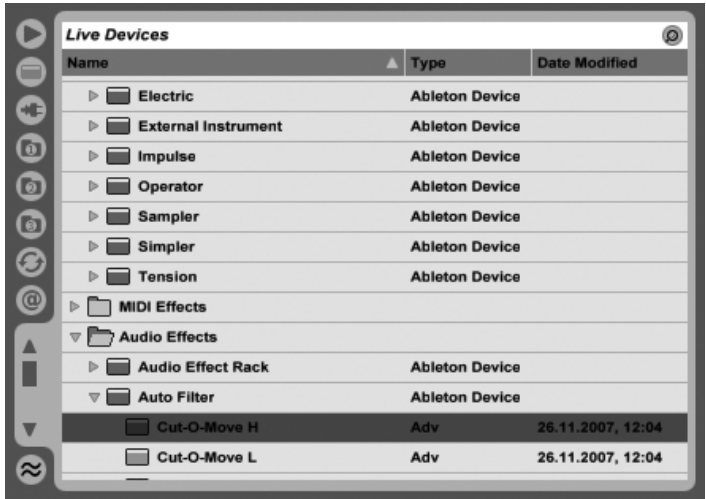 Live Devices
Name Type Date Modified
Electric Ableton Device
External Instrument Ableton Device
1
Impulse Ableton Device
2
Operator Ableton Device
3
Sampler Ableton Device
Simpler Ableton Device
Tension Ableton Device
@
MIDI Effects
Audio Effects
Audio Effect Rack Ableton Device
Auto Filter Ableton Device
Cut-O-Move H Adv 26.11.2007, 12:04
Cut-O-Move L Adv 26.11.2007, 12:04